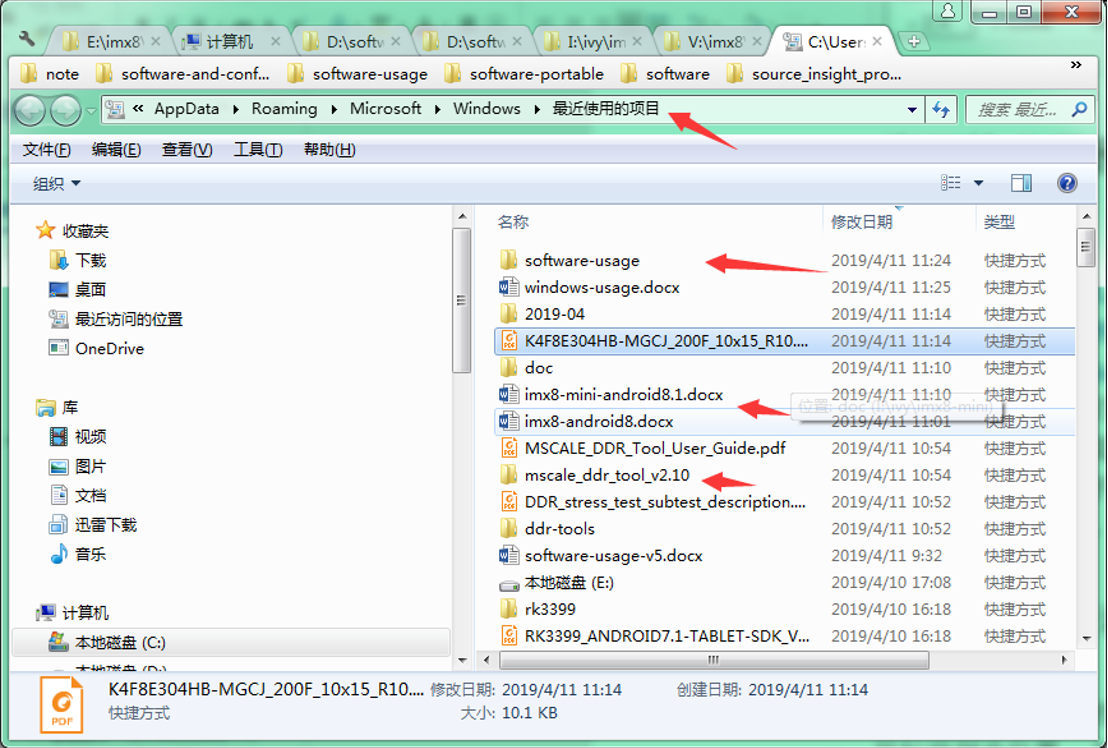 E:\imx8\ 计算机 D:\softw D:\softw I:\ivy\im V:\imx8\ C:\User
note software-and-conf... software-usage software-portable software source_insight_pro... »
« AppData Roaming Microsoft Windows 最近使用的项目 搜索 最近...
文件(F) 编辑(E) 查看(V) 工具(T) 帮助(H)
组织
收藏夹
下载
桌面
最近访问的位置
OneDrive
库
视频
图片
文档
迅雷下载
音乐
计算机
本地磁盘 (C:)
本地磁盘 (D:)
名称 修改日期 类型
software-usage 2019/4/11 11:24 快捷方式
windows-usage.docx 2019/4/11 11:25 快捷方式
2019-04 2019/4/11 11:14 快捷方式
K4F8E304HB-MGCJ_200F_10x15_R10.... 2019/4/11 11:14 快捷方式
doc 2019/4/11 11:10 快捷方式
imx8-mini-android8.1.docx 2019/4/11 11:10 快捷方式
位置: doc (I:\ivy\imx8-mini)
imx8-android8.docx 2019/4/11 11:01 快捷方式
MSCALE_DDR_Tool_User_Guide.pdf 2019/4/11 10:54 快捷方式
mscale_ddr_tool_v2.10 2019/4/11 10:54 快捷方式
DDR_stress_test_subtest_description.... 2019/4/11 10:52 快捷方式
ddr-tools 2019/4/11 10:52 快捷方式
software-usage-v5.docx 2019/4/11 9:32 快捷方式
本地磁盘 (E:) 2019/4/10 17:08 快捷方式
rk3399 2019/4/10 16:18 快捷方式
RK3399_ANDROID7.1-TABLET-SDK_V... 2019/4/10 16:18 快捷方式
K4F8E304HB-MGCJ_200F_10x15_R10.... 修改日期: 2019/4/11 11:14 创建日期: 2019/4/11 11:14
快捷方式 大小: 10.1 KB